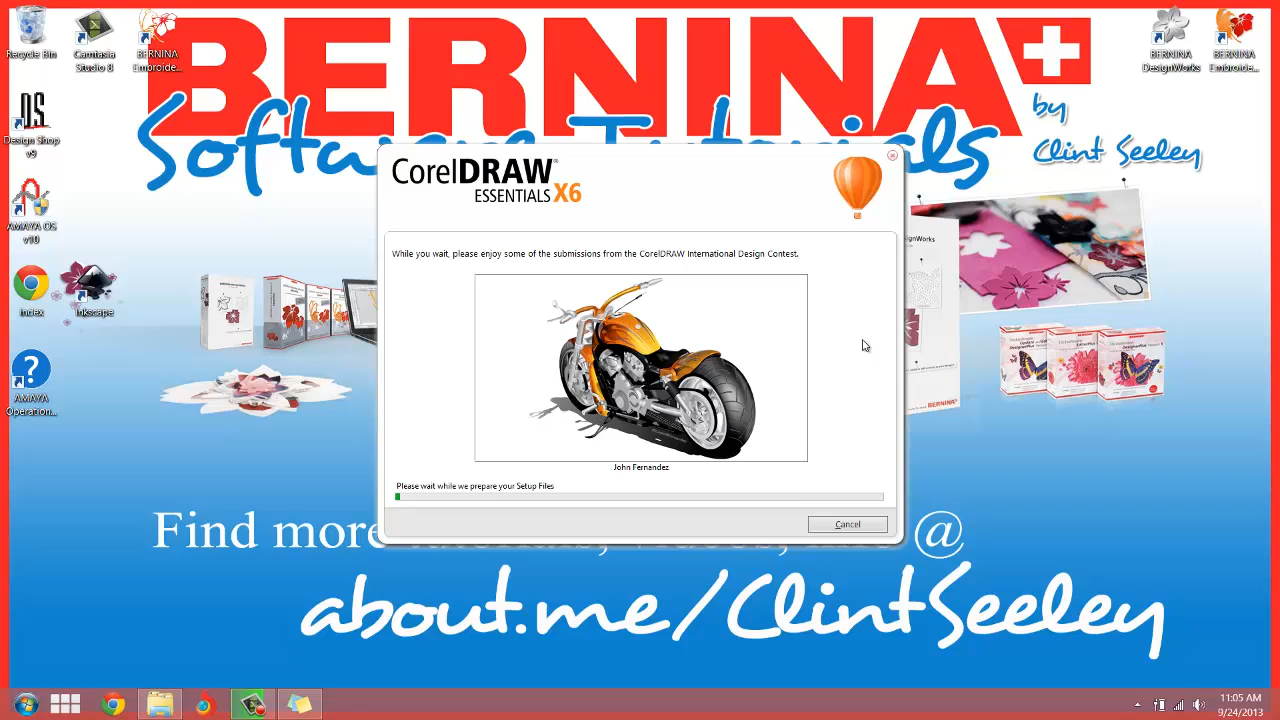 BERNINA
by
Clint Seeley
Software Tutorials
Recycle Bin
Camtasia
Studio 8
BERNINA
Embroide...
BERNINA
DesignWorks
BERNINA
Embroide...
Design Shop
v9
AMAYA OS
v10
Index
Inkscape
AMAYA
Operation...
CorelDRAW®
ESSENTIALS X6
While you wait, please enjoy some of the submissions from the CorelDRAW International Design Contest.
John Fernandez
Please wait while we prepare your Setup Files
Cancel
Find more
@
about.me/ClintSeeley
11:05 AM
9/24/2013